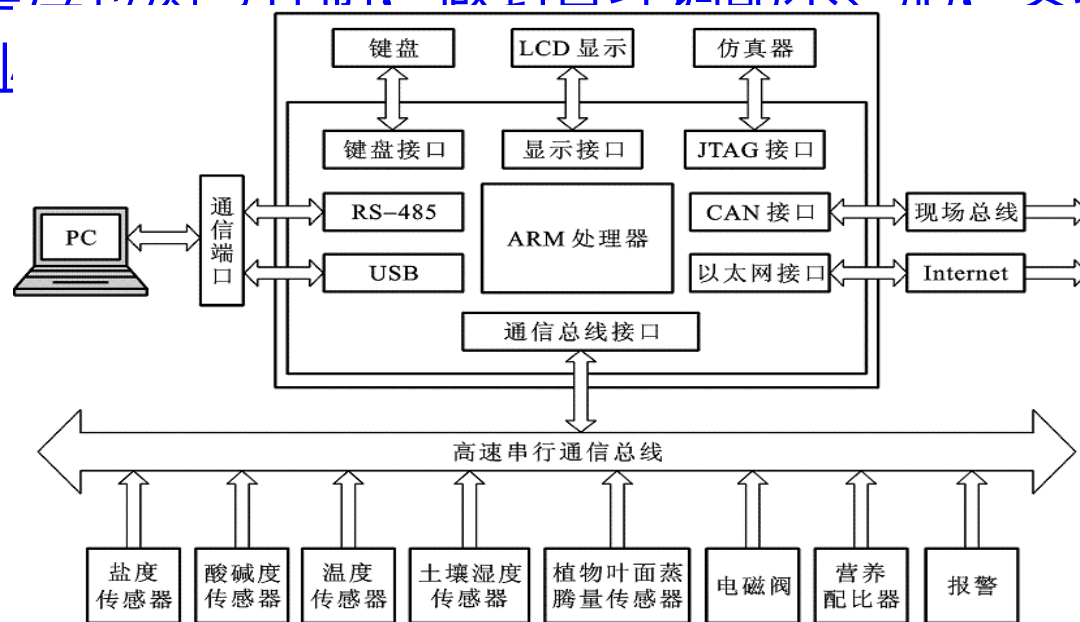 键盘
LCD 显示
仿真器
键盘接口
显示接口
JTAG 接口
通信端口
RS-485
ARM 处理器
CAN 接口
现场总线
PC
USB
以太网接口
Internet
通信总线接口
高速串行通信总线
盐度
传感器
酸碱度
传感器
温度
传感器
土壤湿度
传感器
植物叶面蒸
腾量传感器
电磁阀
营养
配比器
报警